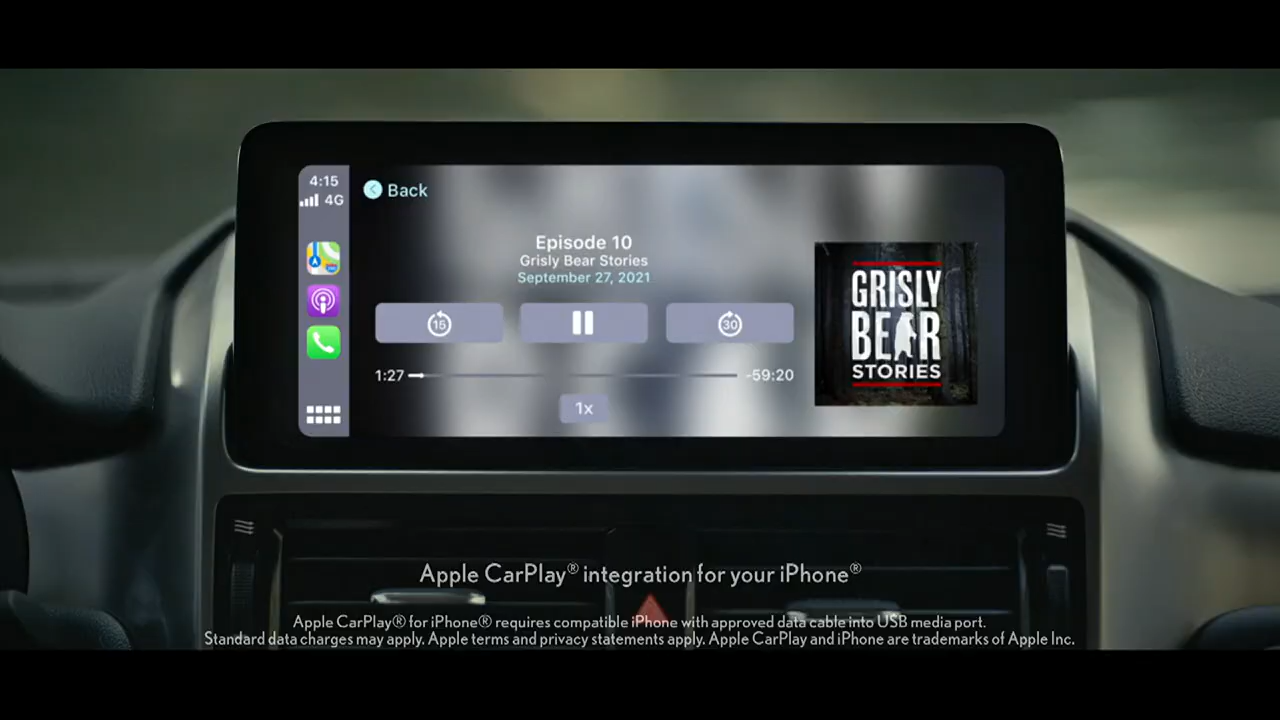 4:15
4G
Back
Episode 10
Grisly Bear Stories
September 27, 2021
15
30
1:27
-59:20
1x
GRISLY
BEAR
STORIES
Apple CarPlay® integration for your iPhone®
Apple CarPlay® for iPhone® requires compatible iPhone with approved data cable into USB media port.
Standard data charges may apply. Apple terms and privacy statements apply. Apple CarPlay and iPhone are trademarks of Apple Inc.